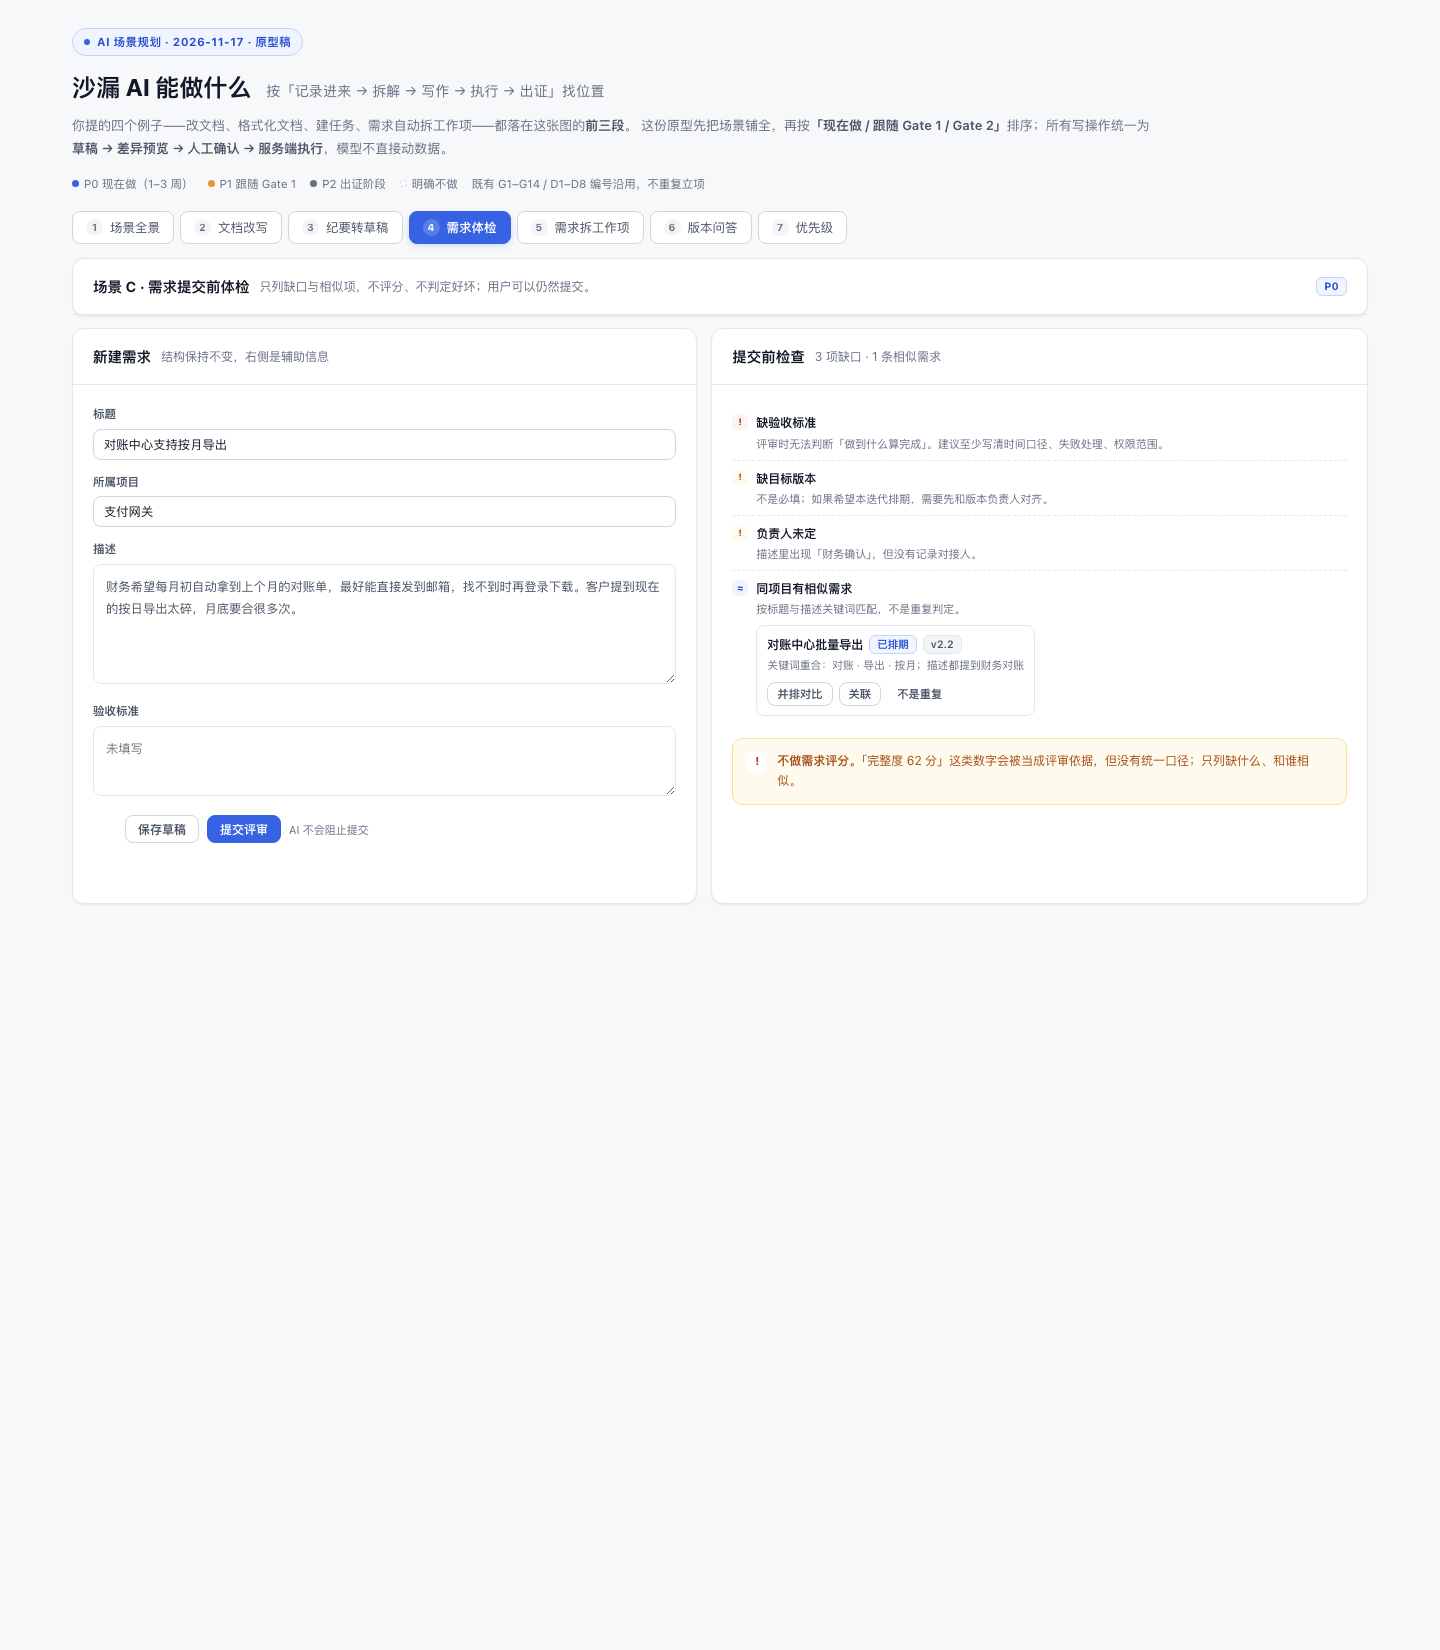 AI 场景规划 · 2026-11-17 · 原型稿
沙漏 AI 能做什么 按「记录进来 → 拆解 → 写作 → 执行 → 出证」找位置
你提的四个例子——改文档、格式化文档、建任务、需求自动拆工作项——都落在这张图的前三段。 这份原型先把场景铺全，再按「现在做 / 跟随 Gate 1 / Gate 2」排序；所有写操作统一为
草稿 → 差异预览 → 人工确认 → 服务端执行，模型不直接动数据。
P0 现在做（1–3 周） P1 跟随 Gate 1 P2 出证阶段 明确不做 既有 G1–G14 / D1–D8 编号沿用，不重复立项
1 场景全景 2 文档改写 3 纪要转草稿 4 需求体检 5 需求拆工作项 6 版本问答 7 优先级
场景 C · 需求提交前体检 只列缺口与相似项，不评分、不判定好坏；用户可以仍然提交。 P0
新建需求 结构保持不变，右侧是辅助信息
标题
对账中心支持按月导出
所属项目
支付网关
描述
财务希望每月初自动拿到上个月的对账单，最好能直接发到邮箱，找不到时再登录下载。客户提到现在
的按日导出太碎，月底要合很多次。
验收标准
未填写
保存草稿 提交评审 AI 不会阻止提交
提交前检查 3 项缺口 · 1 条相似需求
! 缺验收标准
评审时无法判断「做到什么算完成」。建议至少写清时间口径、失败处理、权限范围。
! 缺目标版本
不是必填；如果希望本迭代排期，需要先和版本负责人对齐。
! 负责人未定
描述里出现「财务确认」，但没有记录对接人。
≈ 同项目有相似需求
按标题与描述关键词匹配，不是重复判定。
对账中心批量导出 已排期 v2.2
关键词重合：对账 · 导出 · 按月；描述都提到财务对账
并排对比 关联 不是重复
! 不做需求评分。「完整度 62 分」这类数字会被当成评审依据，但没有统一口径；只列缺什么、和谁相
似。